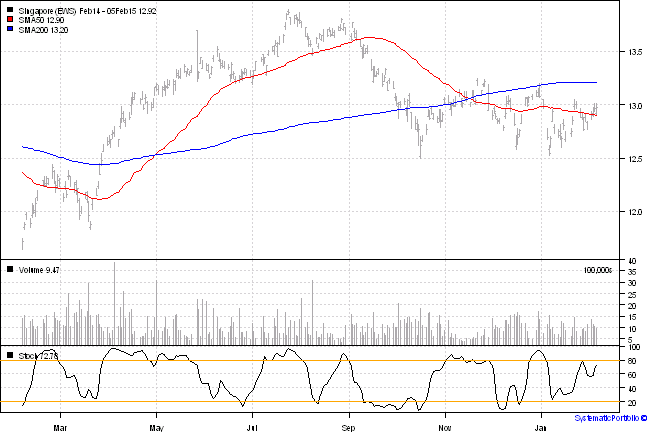 Singapore (EWS) Feb14 - 05Feb15 12.92
SMA50 12.90
SMA200 13.20
13.5
13.0
12.5
12.0
Volume 9.47
100,000s
40
35
30
25
20
15
10
5
Stoch 72.78
100
80
60
40
20
Mar May Jul Sep Nov Jan
SystematicPortfolio ©